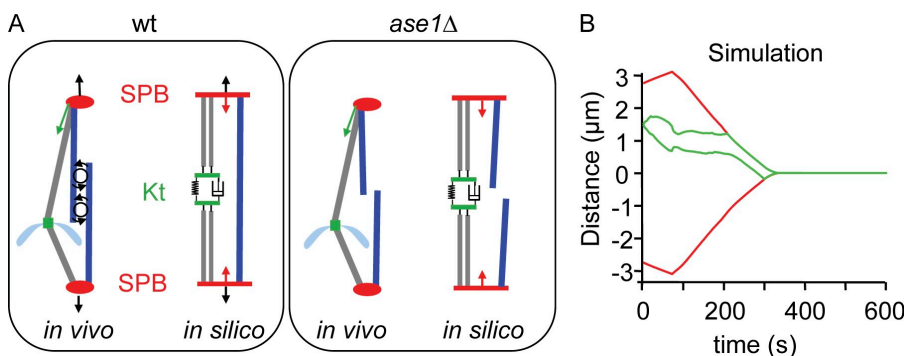 A
wt
ase1Δ
SPB
Kt
SPB
in vivo
in silico
in vivo
in silico
B
Simulation
Distance (µm)
3
2
1
0
-1
-2
-3
0
200
400
600
time (s)